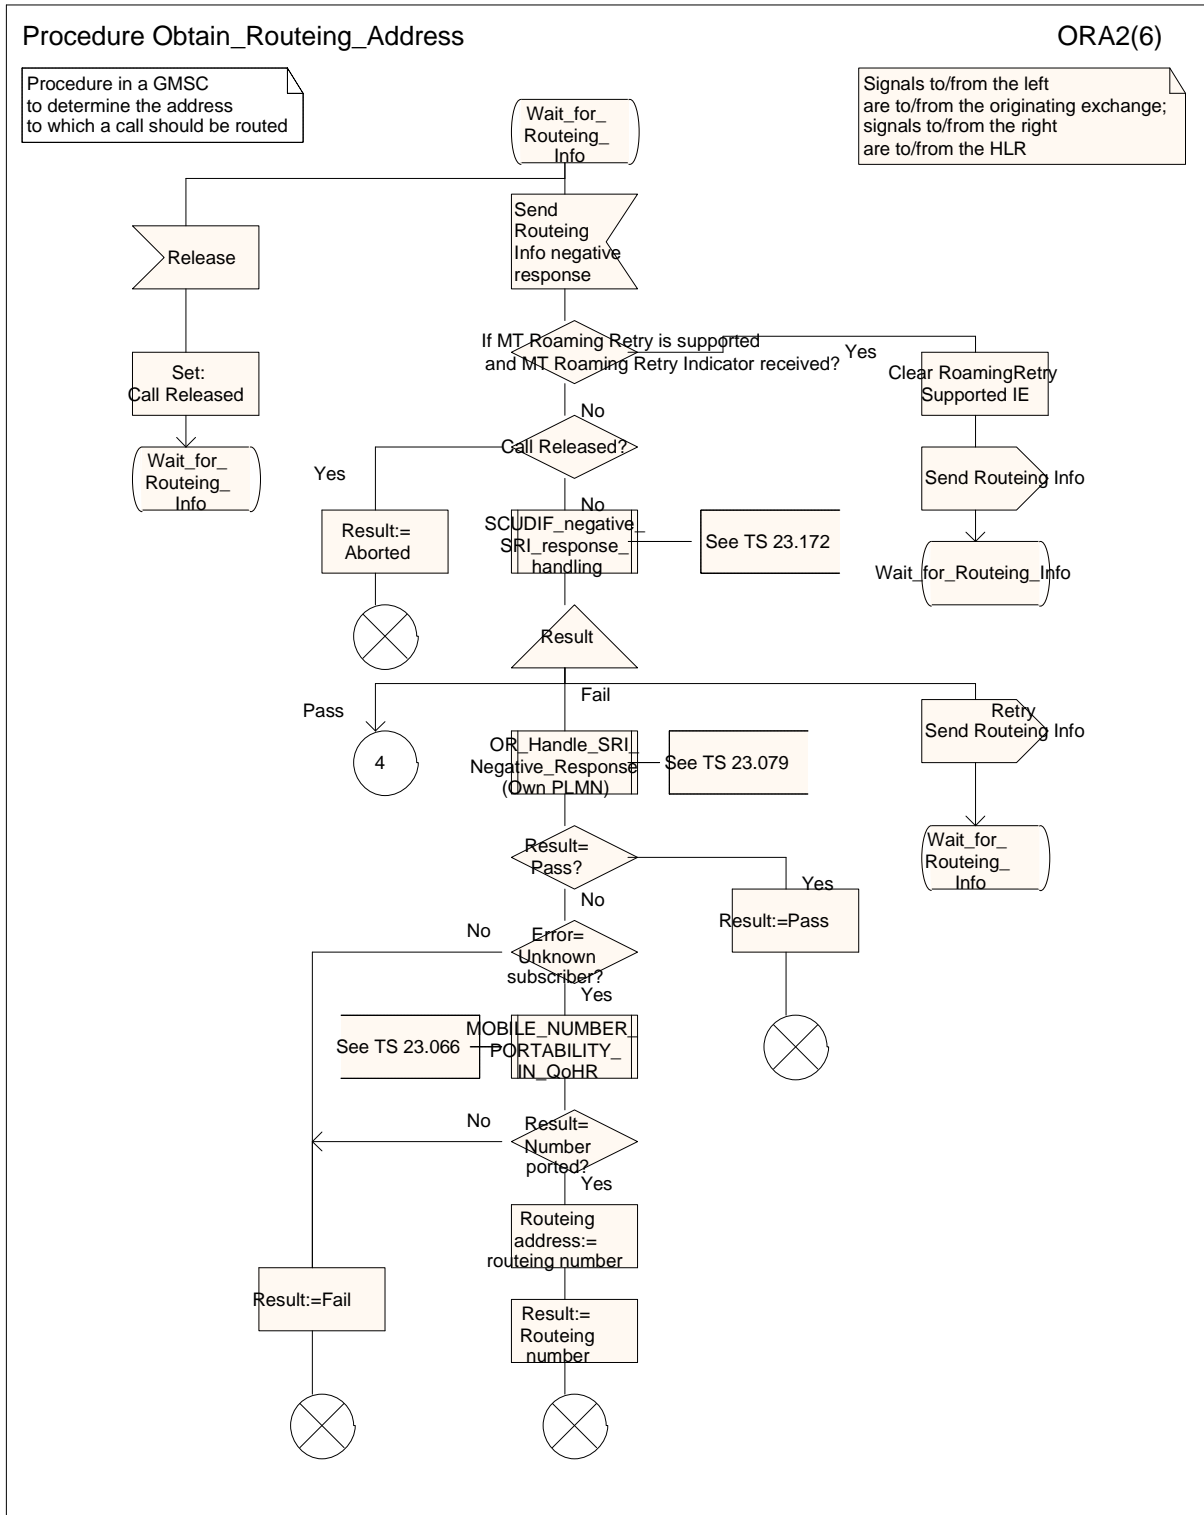 Procedure Obtain_Routeing_Address
ORA2(6)
Procedure in a GMSC
to determine the address
to which a call should be routed
Signals to/from the left
are to/from the originating exchange;
signals to/from the right
are to/from the HLR
Wait_for_
Routeing_
Info
Release
Send
Routeing
Info negative
response
If MT Roaming Retry is supported
and MT Roaming Retry Indicator received?
Yes
Set:
Call Released
Clear RoamingRetry
Supported IE
No
Call Released?
Yes
Wait_for_
Routeing_
Info
Send Routeing Info
No
Result:=
Aborted
SCUDIF_negative_
SRI_response_
handling
See TS 23.172
Wait_for_Routeing_Info
Result
Pass
Fail
Retry
Send Routeing Info
4
OR_Handle_SRI_
Negative_Response
(Own PLMN)
See TS 23.079
Result=
Pass?
Wait_for_
Routeing_
Info
Yes
No
Result:=Pass
No
Error=
Unknown
subscriber?
Yes
See TS 23.066
MOBILE_NUMBER_
PORTABILITY_
IN_QoHR
No
Result=
Number
ported?
Yes
Routeing
address:=
routeing number
Result:=Fail
Result:=
Routeing
number